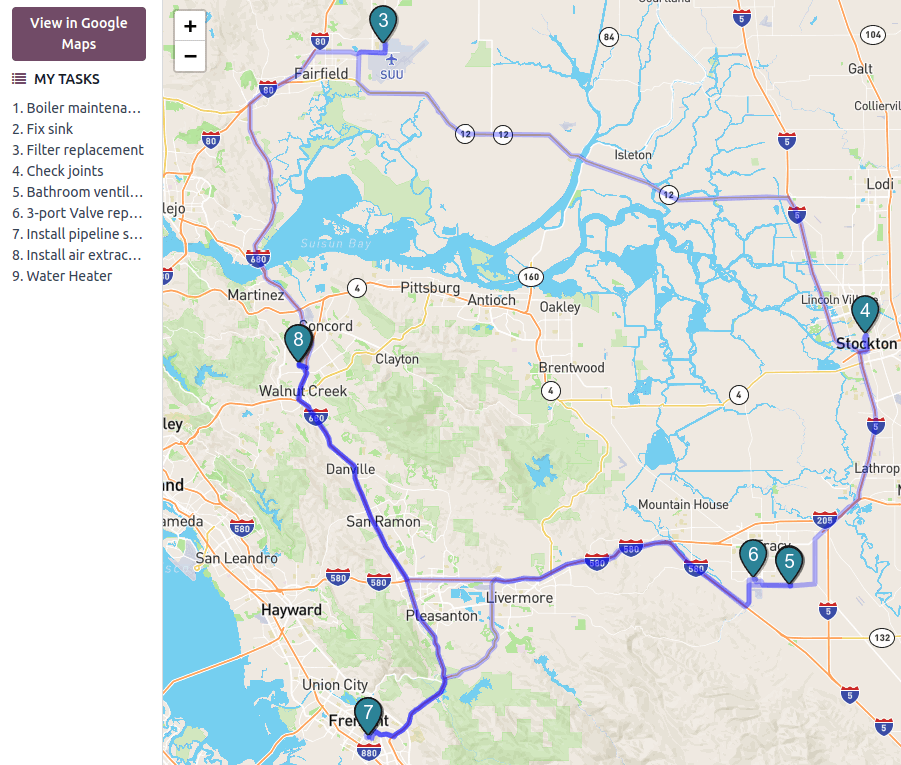 View in Google
Maps
MY TASKS
1. Boiler maintena…
2. Fix sink
3. Filter replacement
4. Check joints
5. Bathroom ventil…
6. 3-port Valve rep…
7. Install pipeline s…
8. Install air extrac…
9. Water Heater
+
−
3
5
84
104
80
SUU
Fairfield
Galt
80
Colliervil
12
12
80
5
Isleton
Lodi
12
lejo
5
Suisun Bay
680
80
160
4
Pittsburg
Martinez
Antioch
Oakley
Lincoln Village
4
Concord
Stockton
8
Clayton
Brentwood
Walnut Creek
4
4
680
5
ley
Danville
Lathrop
and
Mountain House
ameda
San Ramon
205
580
San Leandro
580
Tracy
6
5
580
580
580
580
Livermore
Hayward
Pleasanton
5
132
Union City
5
7
Fremont
5
880